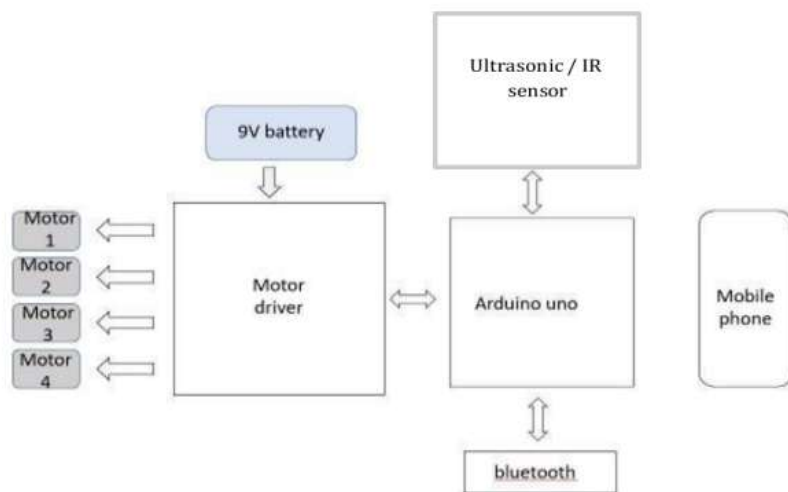 Ultrasonic / IR
sensor
9V battery
Motor
1
Motor
2
Motor
3
Motor
4
Motor
driver
Arduino uno
Mobile
phone
bluetooth